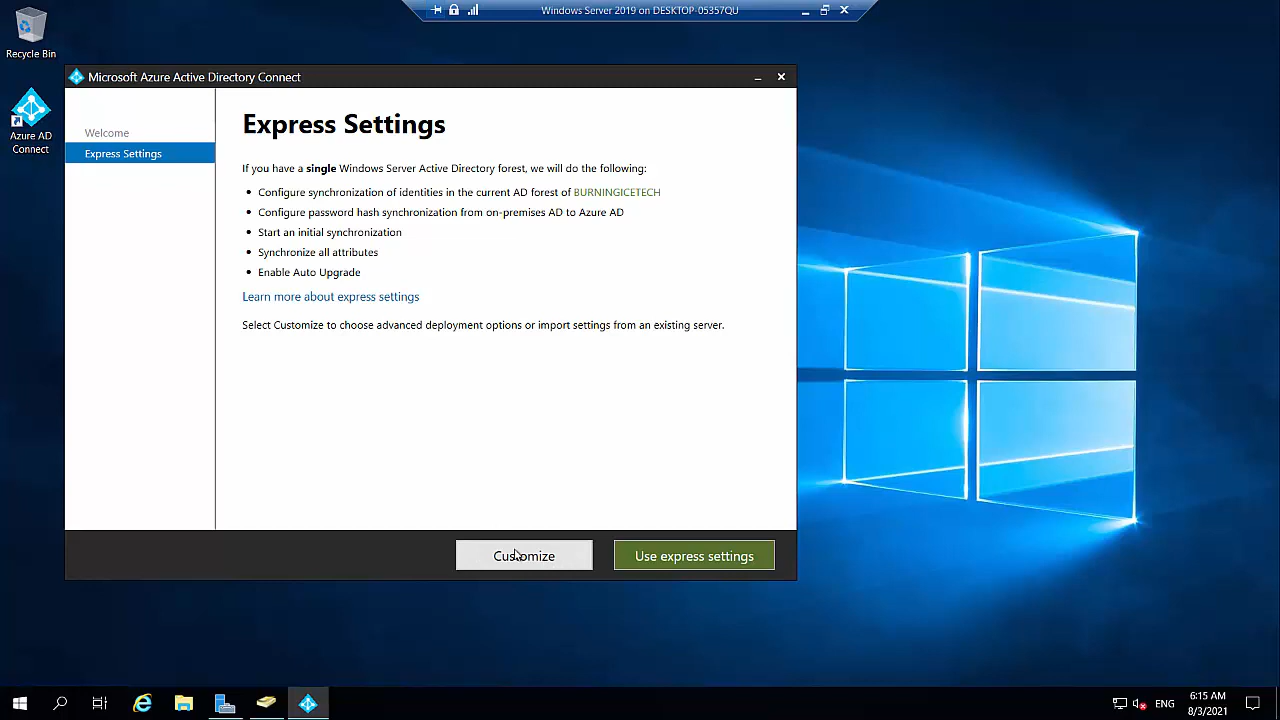 Windows Server 2019 on DESKTOP-05357QU
Recycle Bin
Azure AD
Connect
Microsoft Azure Active Directory Connect
Welcome
Express Settings
Express Settings
If you have a single Windows Server Active Directory forest, we will do the following:
• Configure synchronization of identities in the current AD forest of BURNINGICETECH
• Configure password hash synchronization from on-premises AD to Azure AD
• Start an initial synchronization
• Synchronize all attributes
• Enable Auto Upgrade
Learn more about express settings
Select Customize to choose advanced deployment options or import settings from an existing server.
Customize
Use express settings
ENG
6:15 AM
8/3/2021